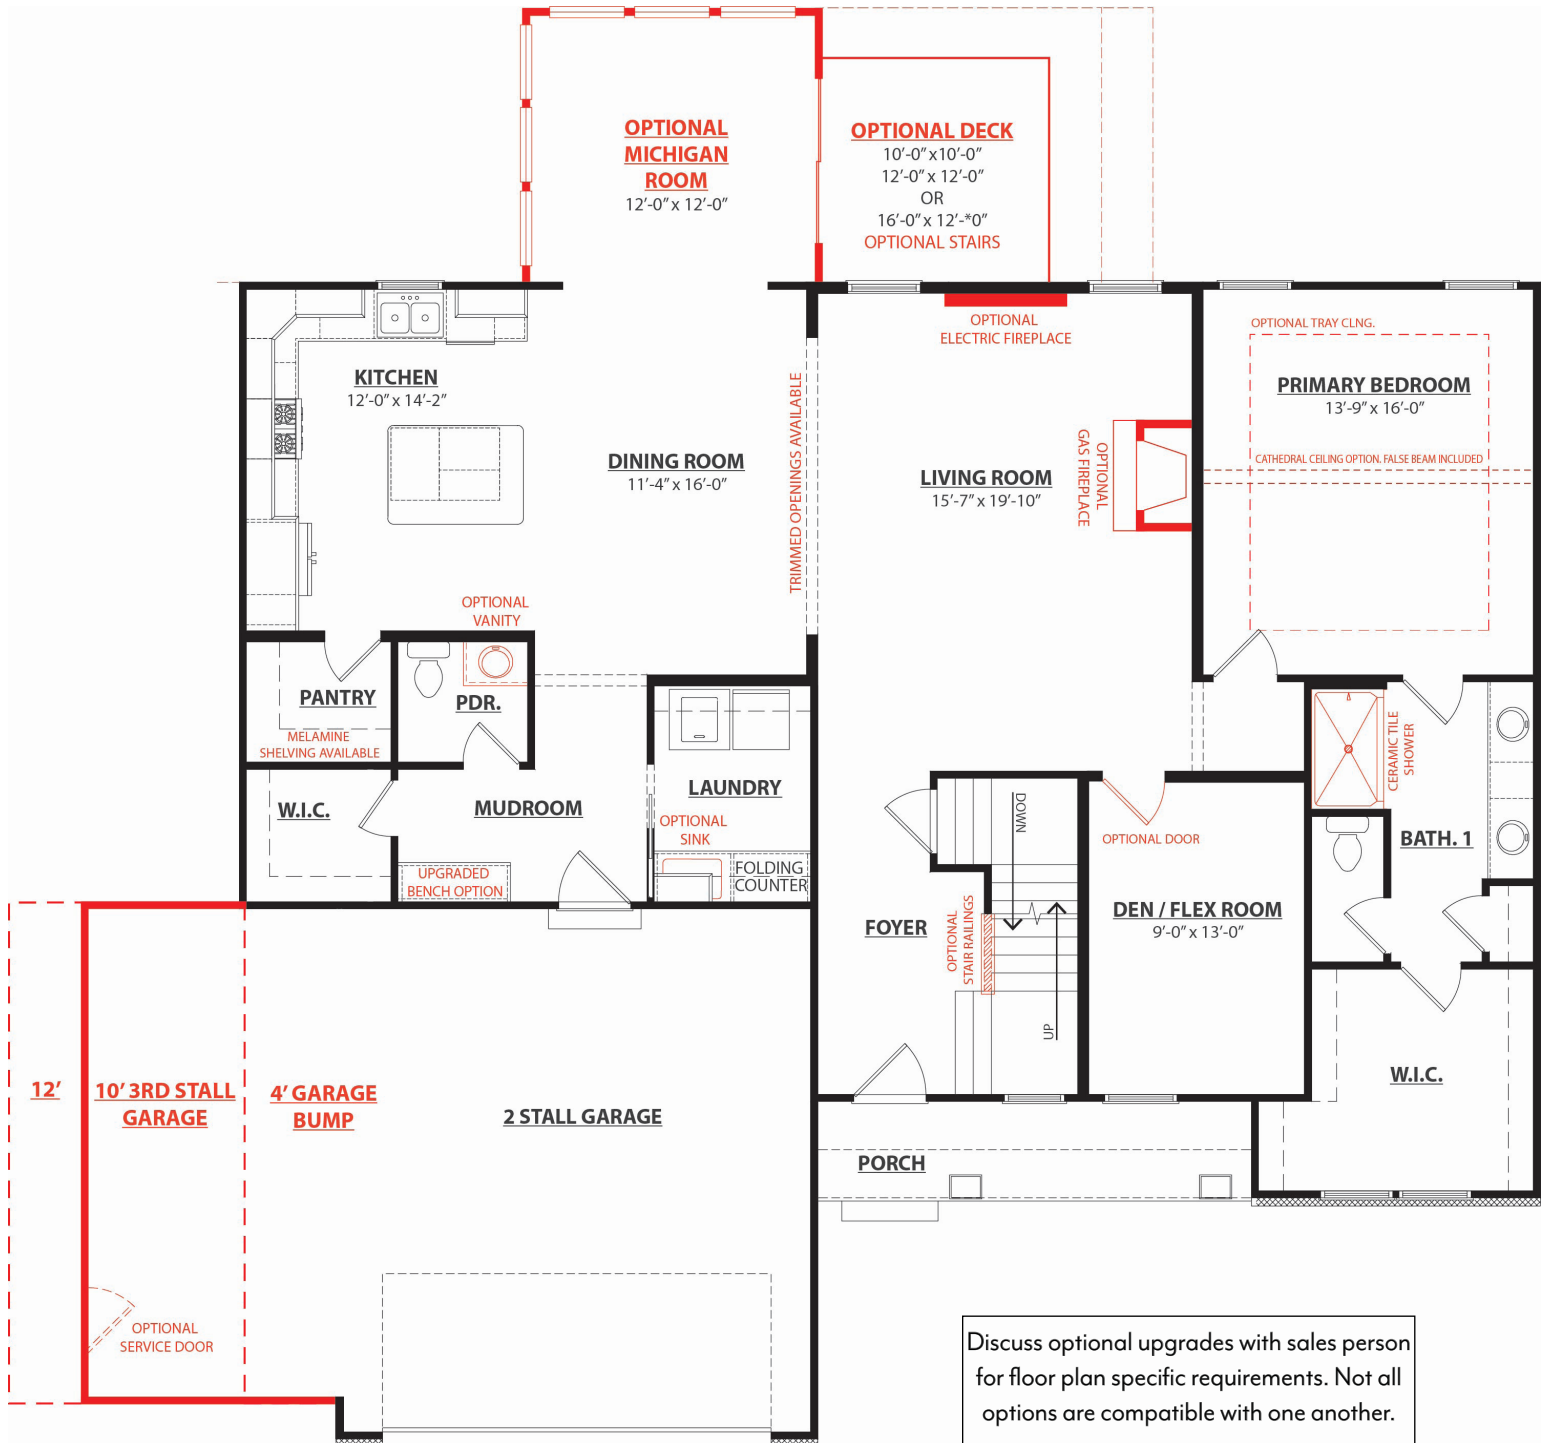 OPTIONAL
MICHIGAN
ROOM
12'-0" x 12'-0"
OPTIONAL DECK
10'-0" x10'-0"
12'-0" x 12'-0"
OR
16'-0" x 12'-*0"
OPTIONAL STAIRS
OPTIONAL
ELECTRIC FIREPLACE
OPTIONAL TRAY CLNG.
KITCHEN
12'-0" x 14'-2"
PRIMARY BEDROOM
13'-9" x 16'-0"
TRIMMED OPENINGS AVAILABLE
DINING ROOM
11'-4" x 16'-0"
LIVING ROOM
15'-7" x 19'-10"
OPTIONAL
GAS FIREPLACE
CATHEDRAL CEILING OPTION. FALSE BEAM INCLUDED
OPTIONAL
VANITY
PANTRY
MELAMINE
SHELVING AVAILABLE
PDR.
CERAMIC TILE
SHOWER
W.I.C.
MUDROOM
LAUNDRY
OPTIONAL
SINK
DOWN
OPTIONAL DOOR
BATH. 1
UPGRADED
BENCH OPTION
FOLDING
COUNTER
FOYER
OPTIONAL
STAIR RAILINGS
DEN / FLEX ROOM
9'-0" x 13'-0"
UP
12'
10' 3RD STALL
GARAGE
4' GARAGE
BUMP
2 STALL GARAGE
W.I.C.
PORCH
OPTIONAL
SERVICE DOOR
Discuss optional upgrades with sales person
for floor plan specific requirements. Not all
options are compatible with one another.